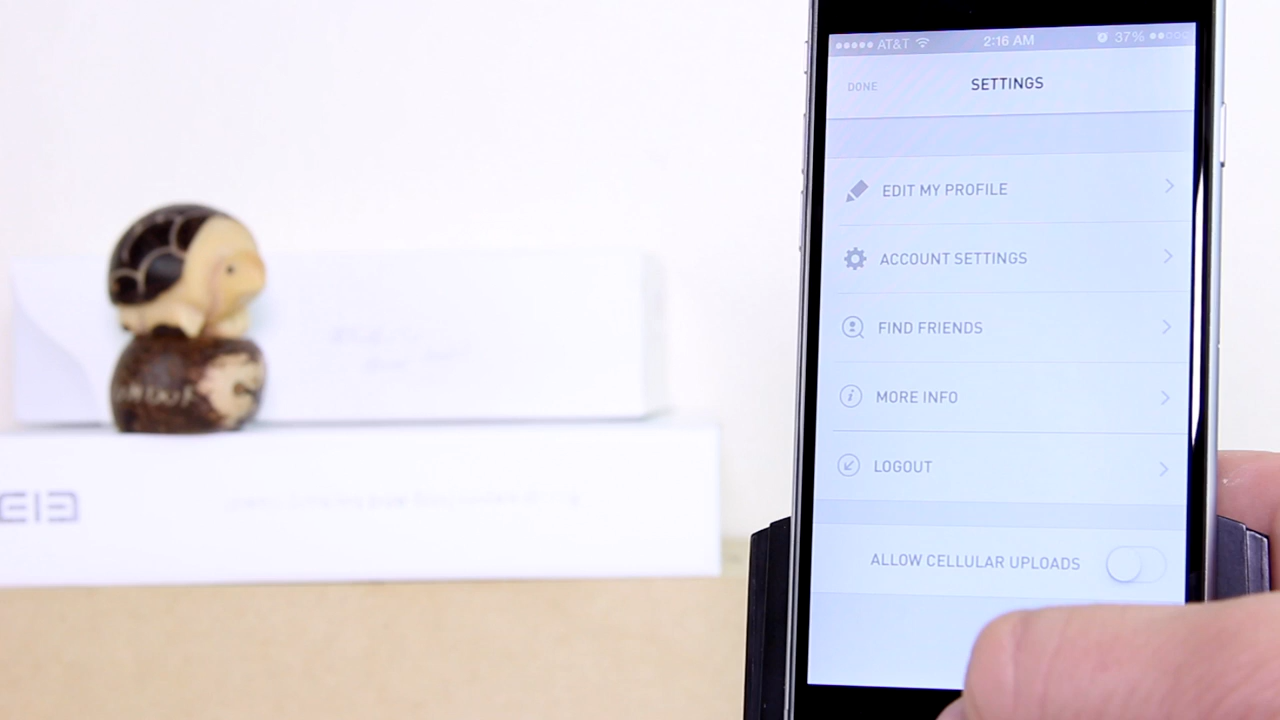 AT&T 2:16 AM 37%
DONE SETTINGS
EDIT MY PROFILE
ACCOUNT SETTINGS
FIND FRIENDS
MORE INFO
LOGOUT
ALLOW CELLULAR UPLOADS